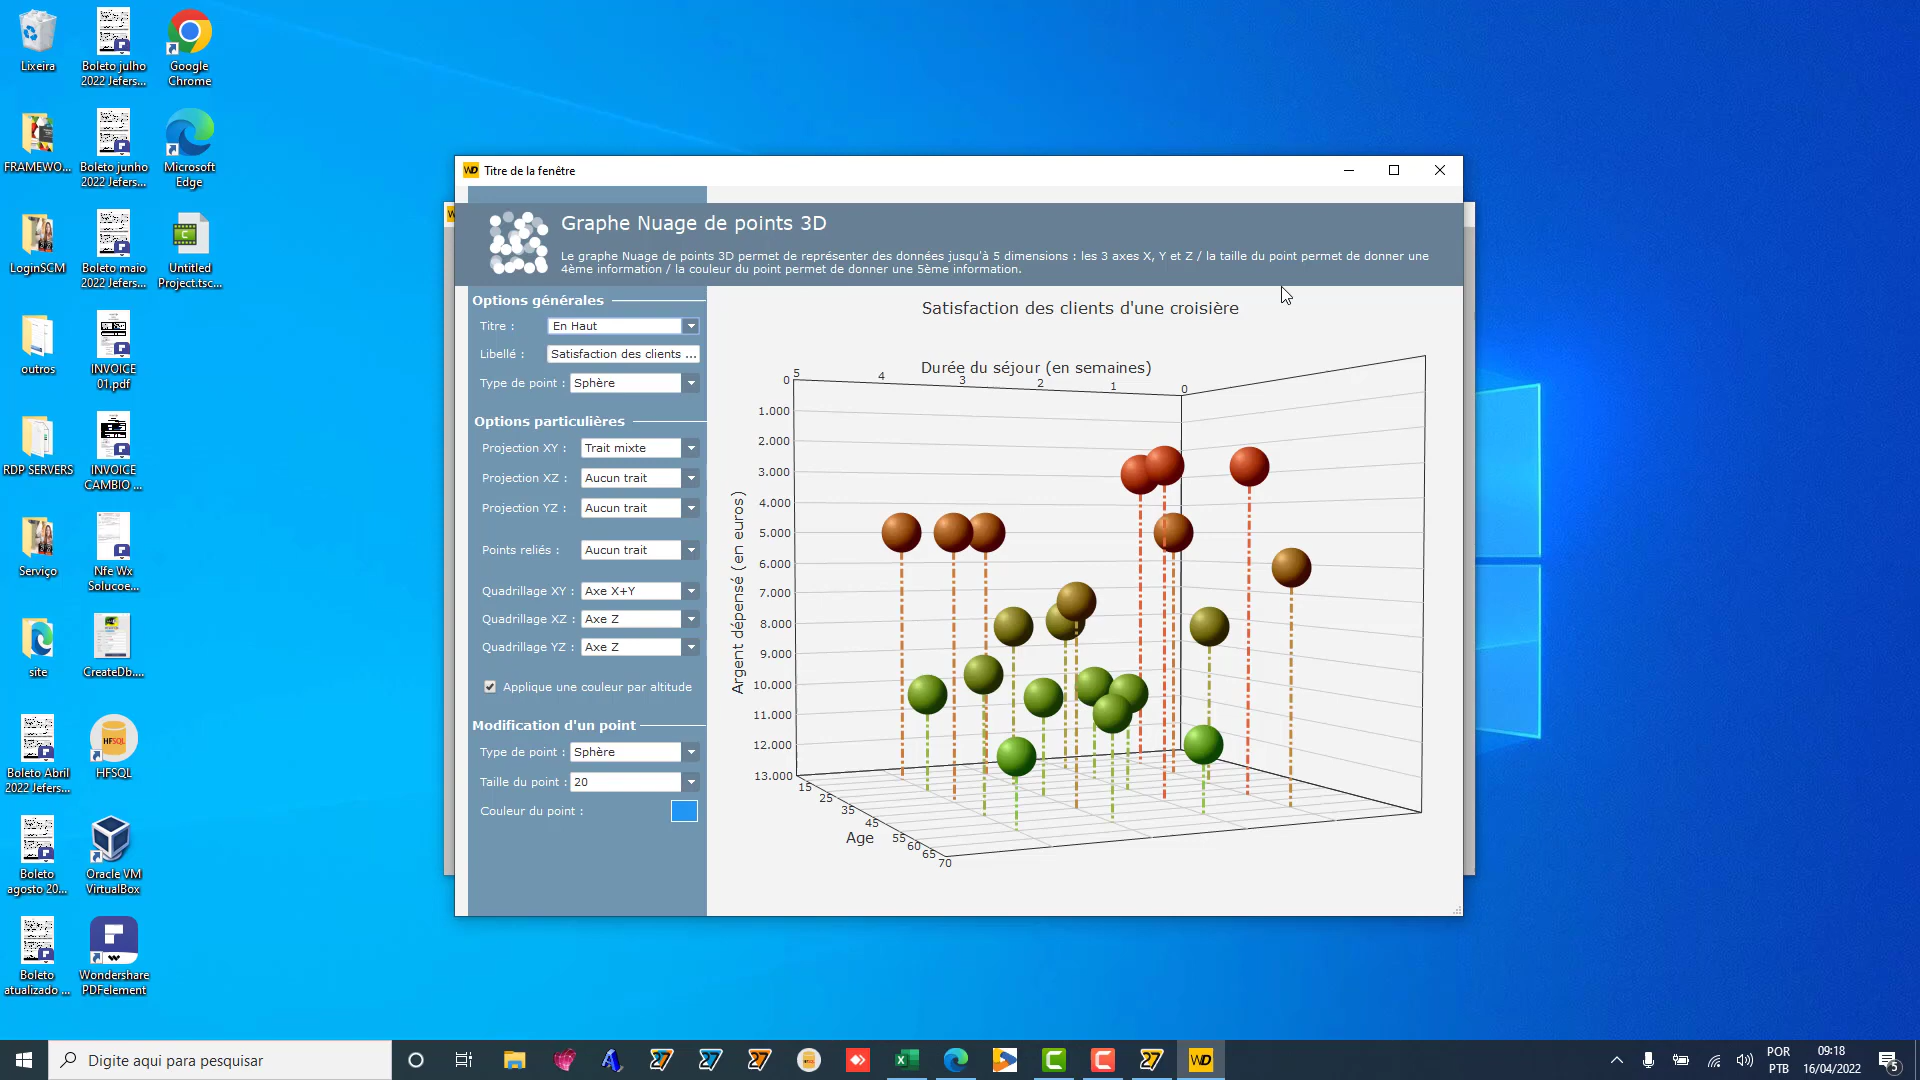 Lixeira
Boleto julho
2022 Jefers...
Google
Chrome
FRAMEWO...
Boleto junho
2022 Jefers...
Microsoft
Edge
LoginSCM
Boleto maio
2022 Jefers...
Untitled
Project.tsc...
outros
INVOICE
01.pdf
RDP SERVERS
INVOICE
CAMBIO ...
Serviço
Nfe Wx
Solucoe...
site
CreateDb....
Boleto Abril
2022 Jefers...
HFSQL
HFSQL
Boleto
agosto 20...
Oracle VM
VirtualBox
Boleto
atualizado ...
Wondershare
PDFelement
WD Titre de la fenêtre
Graphe Nuage de points 3D
Le graphe Nuage de points 3D permet de représenter des données jusqu'à 5 dimensions : les 3 axes X, Y et Z / la taille du point permet de donner une
4ème information / la couleur du point permet de donner une 5ème information.
Options générales
Titre : En Haut
Libellé : Satisfaction des clients ...
Type de point : Sphère
Options particulières
Projection XY : Trait mixte
Projection XZ : Aucun trait
Projection YZ : Aucun trait
Points reliés : Aucun trait
Quadrillage XY : Axe X+Y
Quadrillage XZ : Axe Z
Quadrillage YZ : Axe Z
Applique une couleur par altitude
Modification d'un point
Type de point : Sphère
Taille du point : 20
Couleur du point :
Satisfaction des clients d'une croisière
Durée du séjour (en semaines)
5 4 3 2 1 0
Argent dépensé (en euros)
0
1.000
2.000
3.000
4.000
5.000
6.000
7.000
8.000
9.000
10.000
11.000
12.000
13.000
15
25
35
45
55
60
65
70
Age
Digite aqui para pesquisar
27
27
27
27
WD
POR
PTB
09:18
16/04/2022
5